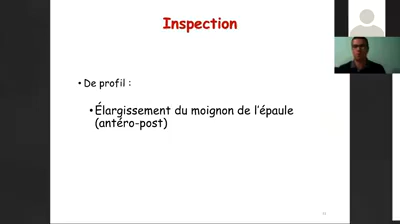 Inspection
• De profil :
• Élargissement du moignon de l'épaule
(antéro-post)